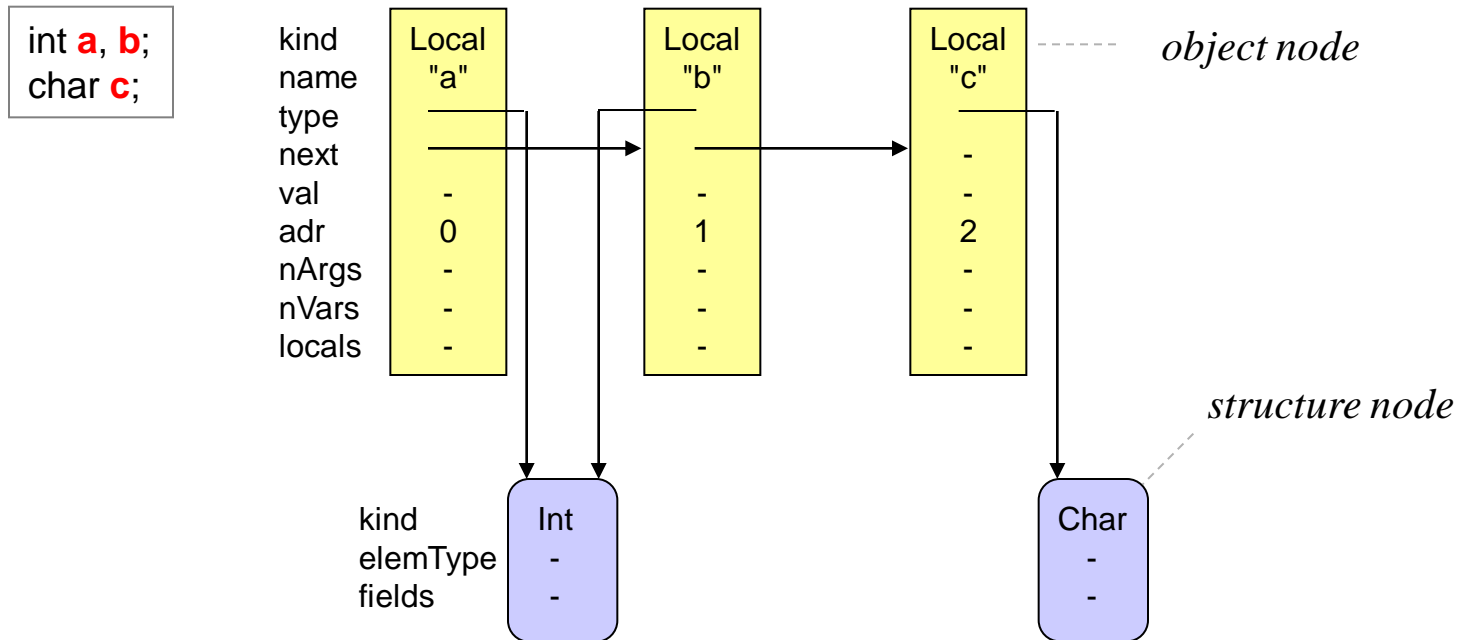 int a, b;
char c;
kind Local Local Local object node
name "a" "b" "c"
type
next -
val - - -
adr 0 1 2
nArgs - - -
nVars - - -
locals - - -
structure node
kind Int Char
elemType - -
fields - -